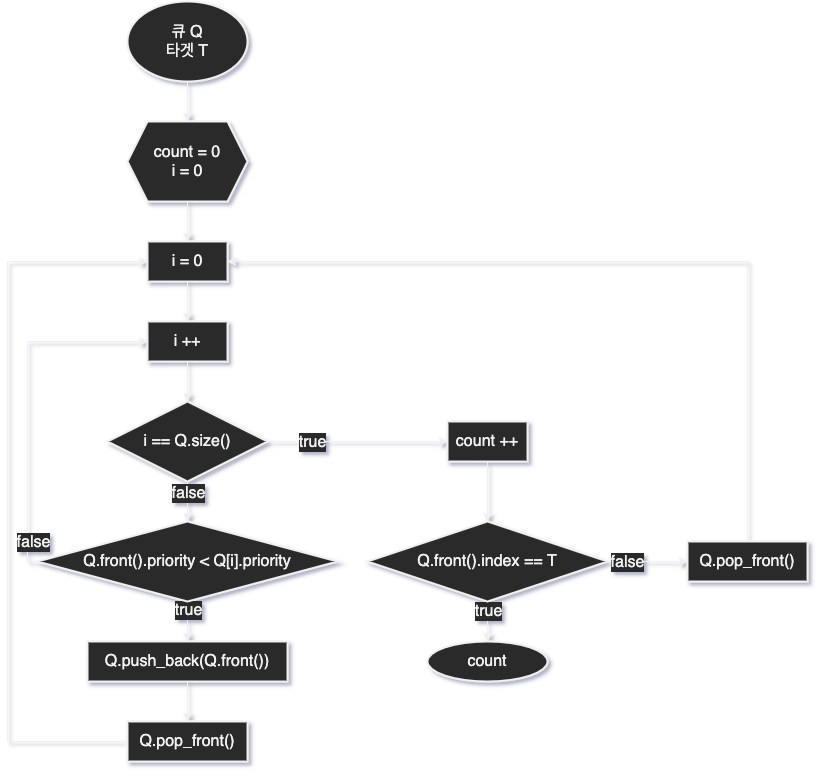 큐 Q
타겟 T
count = 0
i = 0
i = 0
i ++
i == Q.size()
true
count ++
false
false
Q.front().priority < Q[i].priority
true
Q.push_back(Q.front())
Q.pop_front()
Q.front().index == T
false
Q.pop_front()
true
count